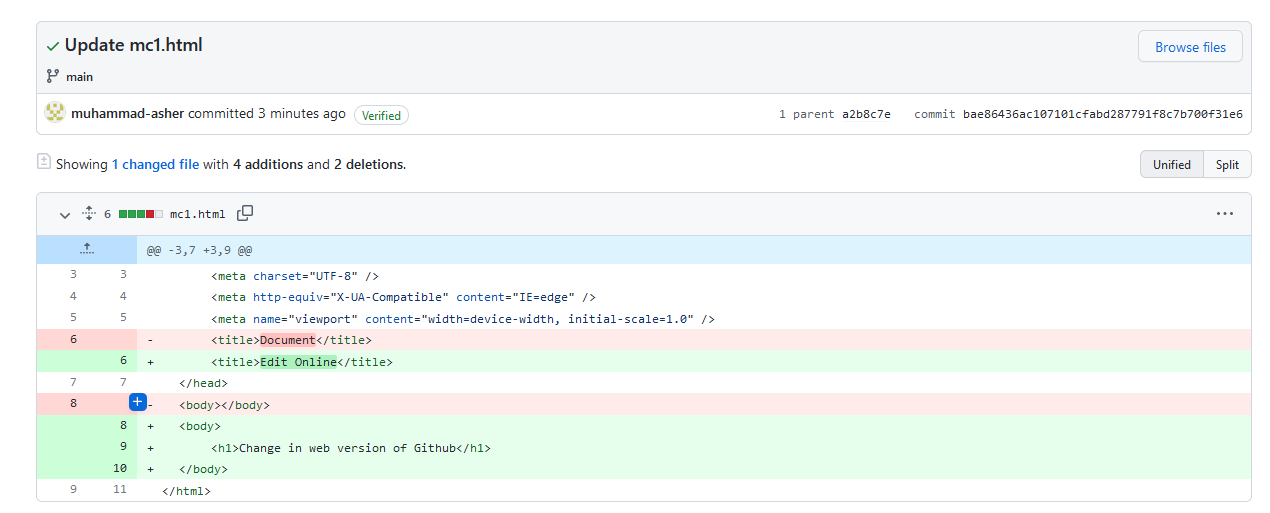 Update mc1.html
Browse files
main
muhammad-asher committed 3 minutes ago Verified 1 parent a2b8c7e commit bae86436ac107101cfabd287791f8c7b700f31e6
Showing 1 changed file with 4 additions and 2 deletions.
Unified Split
6 mc1.html
@@ -3,7 +3,9 @@
3 3 <meta charset="UTF-8" />
4 4 <meta http-equiv="X-UA-Compatible" content="IE=edge" />
5 5 <meta name="viewport" content="width=device-width, initial-scale=1.0" />
6 - <title>Document</title>
6 + <title>Edit Online</title>
7 7 </head>
8 - <body></body>
8 + <body>
9 + <h1>Change in web version of Github</h1>
10 + </body>
9 11 </html>